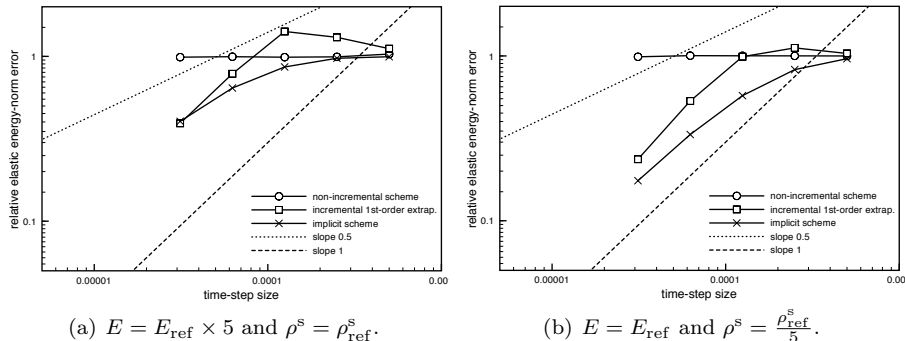 relative elastic energy-norm error
1
0.1
non-incremental scheme
incremental 1st-order extrap.
implicit scheme
slope 0.5
slope 1
0.00001
0.0001
0.00
time-step size
(a) E = E_ref × 5 and ρ^s = ρ^s_ref.
relative elastic energy-norm error
1
0.1
non-incremental scheme
incremental 1st-order extrap.
implicit scheme
slope 0.5
slope 1
0.00001
0.0001
0.00
time-step size
(b) E = E_ref and ρ^s = ρ^s_ref/5.